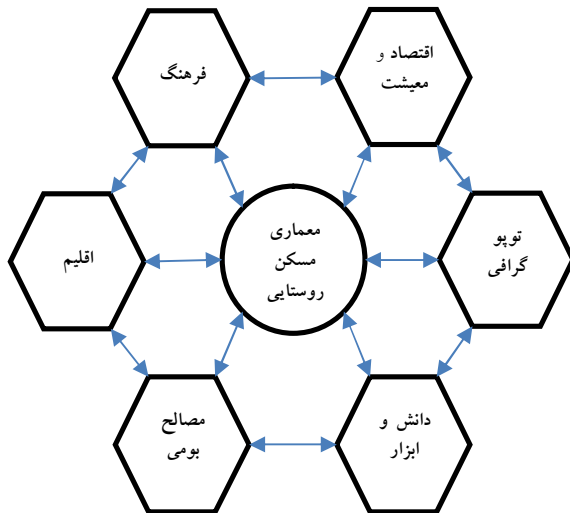 اقتصاد و
معیشت
فرهنگ
توپو
گرافی
معماری
مسکن
روستایی
اقلیم
دانش و
ابزار
مصالح
بومی